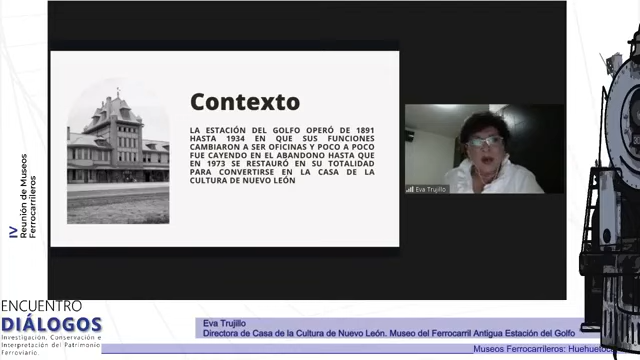 Contexto
LA ESTACIÓN DEL GOLFO OPERÓ DE 1891
HASTA 1934 EN QUE SUS FUNCIONES
CAMBIARON A SER OFICINAS Y POCO A POCO
FUE CAYENDO EN EL ABANDONO HASTA QUE
EN 1973 SE RESTAURÓ EN SU TOTALIDAD
PARA CONVERTIRSE EN LA CASA DE LA
CULTURA DE NUEVO LEÓN
Eva Trujillo
IV
Reunión de Museos
Ferrocarrileros
ENCUENTRO
DIÁLOGOS
Investigación, Conservación e
Interpretación del Patrimonio
Ferroviario.
Eva Trujillo
Directora de Casa de la Cultura de Nuevo León. Museo del Ferrocarril Antigua Estación del Golfo
Museos Ferrocarrileros: